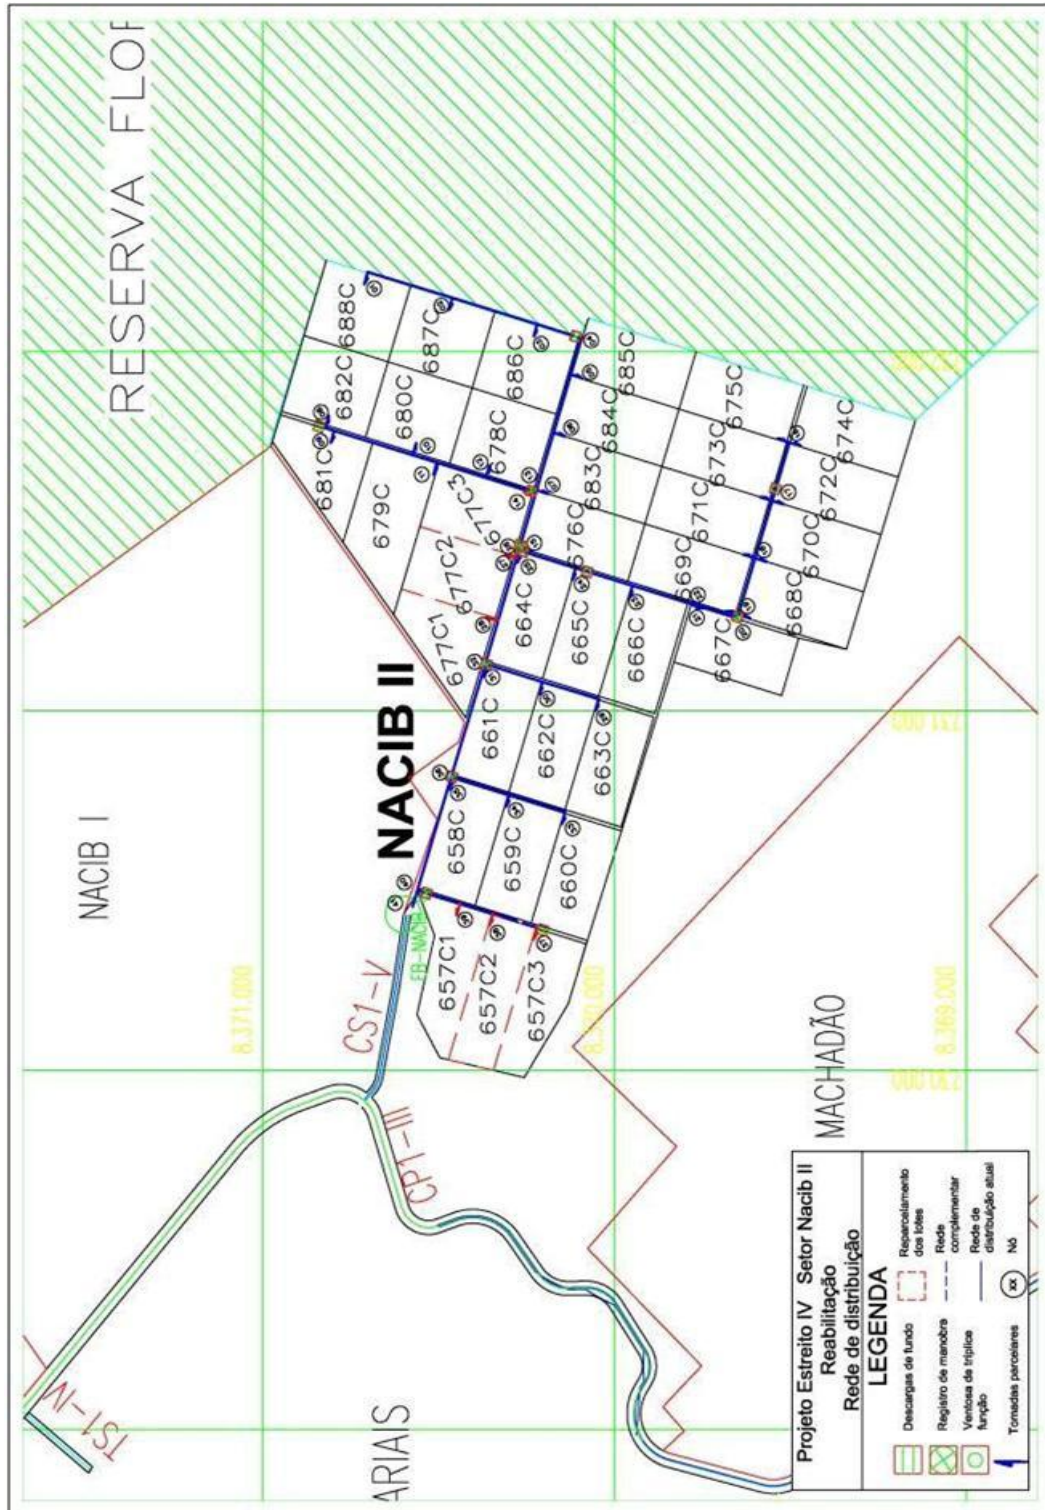 RESERVA FLOR
NACIB I
NACIB II
688C
682C
687C
680C
681C
686C
678C
679C
677C3
677C2
677C1
685C
684C
683C
676C
675C
674C
673C
672C
671C
670C
669C
668C
667C
664C
665C
666C
661C
662C
663C
658C
659C
660C
657C1
657C2
657C3
CS1-V
CP1-III
TS1-IV
ARIAIS
MACHADÃO
8.371.000
8.370.000
8.369.000
Projeto Estreito IV Setor Nacib II
Reabilitação
Rede de distribuição
LEGENDA
Descargas de fundo
Registro de manobra
Ventosa de tríplice
função
Tomadas parcelares
Reparcelamento
dos lotes
Rede
complementar
Rede de
distribuição atual
XX
Nó